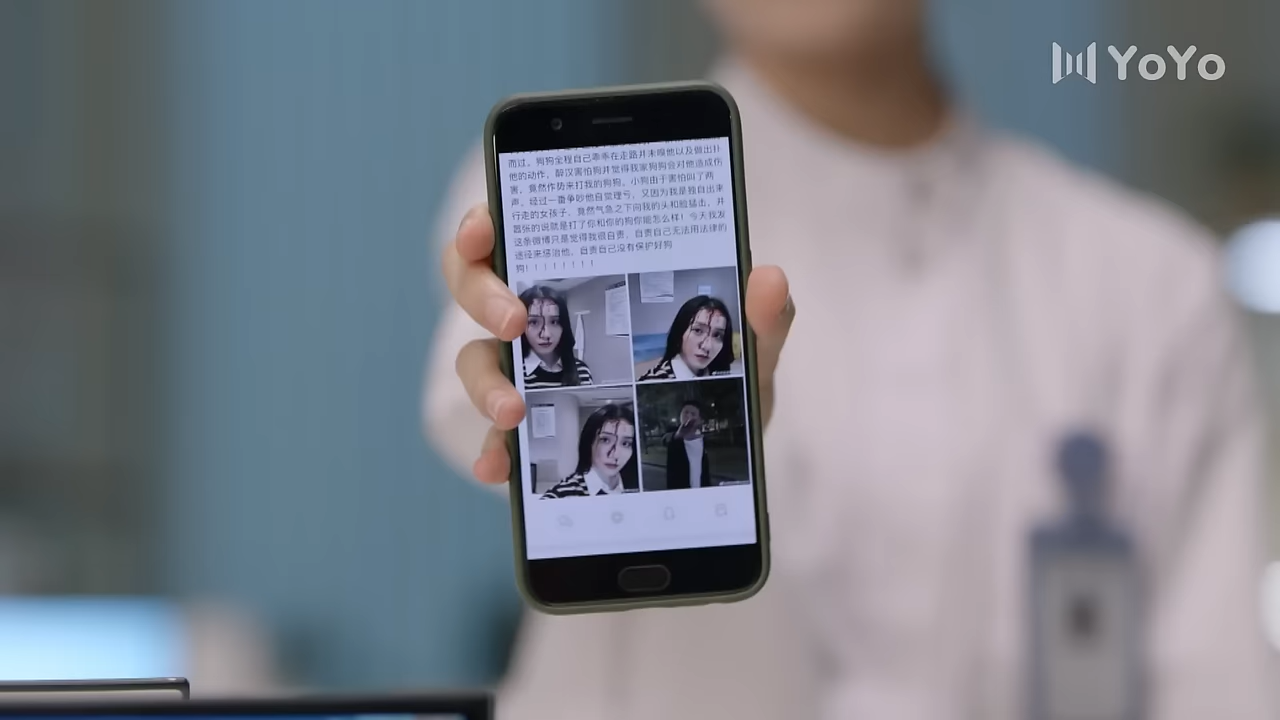 YoYo
而过。狗狗全程自己乖乖在走路并未嗅他以及做出扑
他的动作，醉汉害怕狗并觉得我家狗狗会对他造成伤
害，竟然作势来打我的狗狗，小狗由于害怕叫了两
声，经过一番争吵他自觉理亏，又因为我是独自出来
行走的女孩子，竟然气急之下向我的头和脸猛击，并
嚣张的说就是打了你和你的狗你能怎么样！今天我发
这条微博只是觉得我很自责，自责自己无法用法律的
途径来惩治他，自责自己没有保护好狗
狗！！！！！！！！